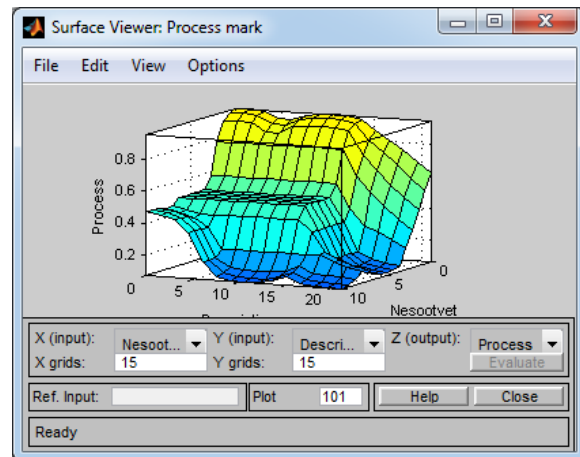 Surface Viewer: Process mark
File Edit View Options
0.8
0.6
0.4
0.2
Process
0 5 10 15 20
10 5 0
Nesootvet
X (input): Nesoot... Y (input): Descri... Z (output): Process
X grids: 15 Y grids: 15 Evaluate
Ref. Input: Plot 101 Help Close
Ready